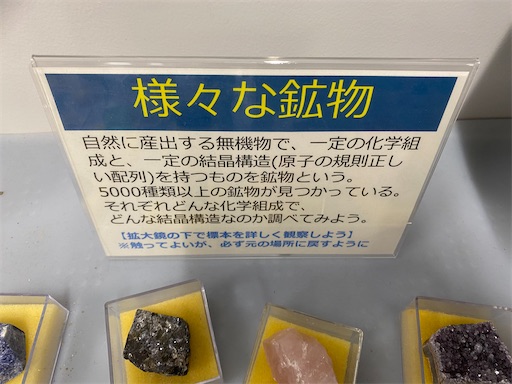 様々な鉱物
自然に産出する無機物で、一定の化学組
成と、一定の結晶構造(原子の規則正し
い配列)を持つものを鉱物という。
5000種類以上の鉱物が見つかっている。
それぞれどんな化学組成で、
どんな結晶構造なのか調べてみよう。
【拡大鏡の下で標本を詳しく観察しよう】
※触ってよいが、必ず元の場所に戻すように